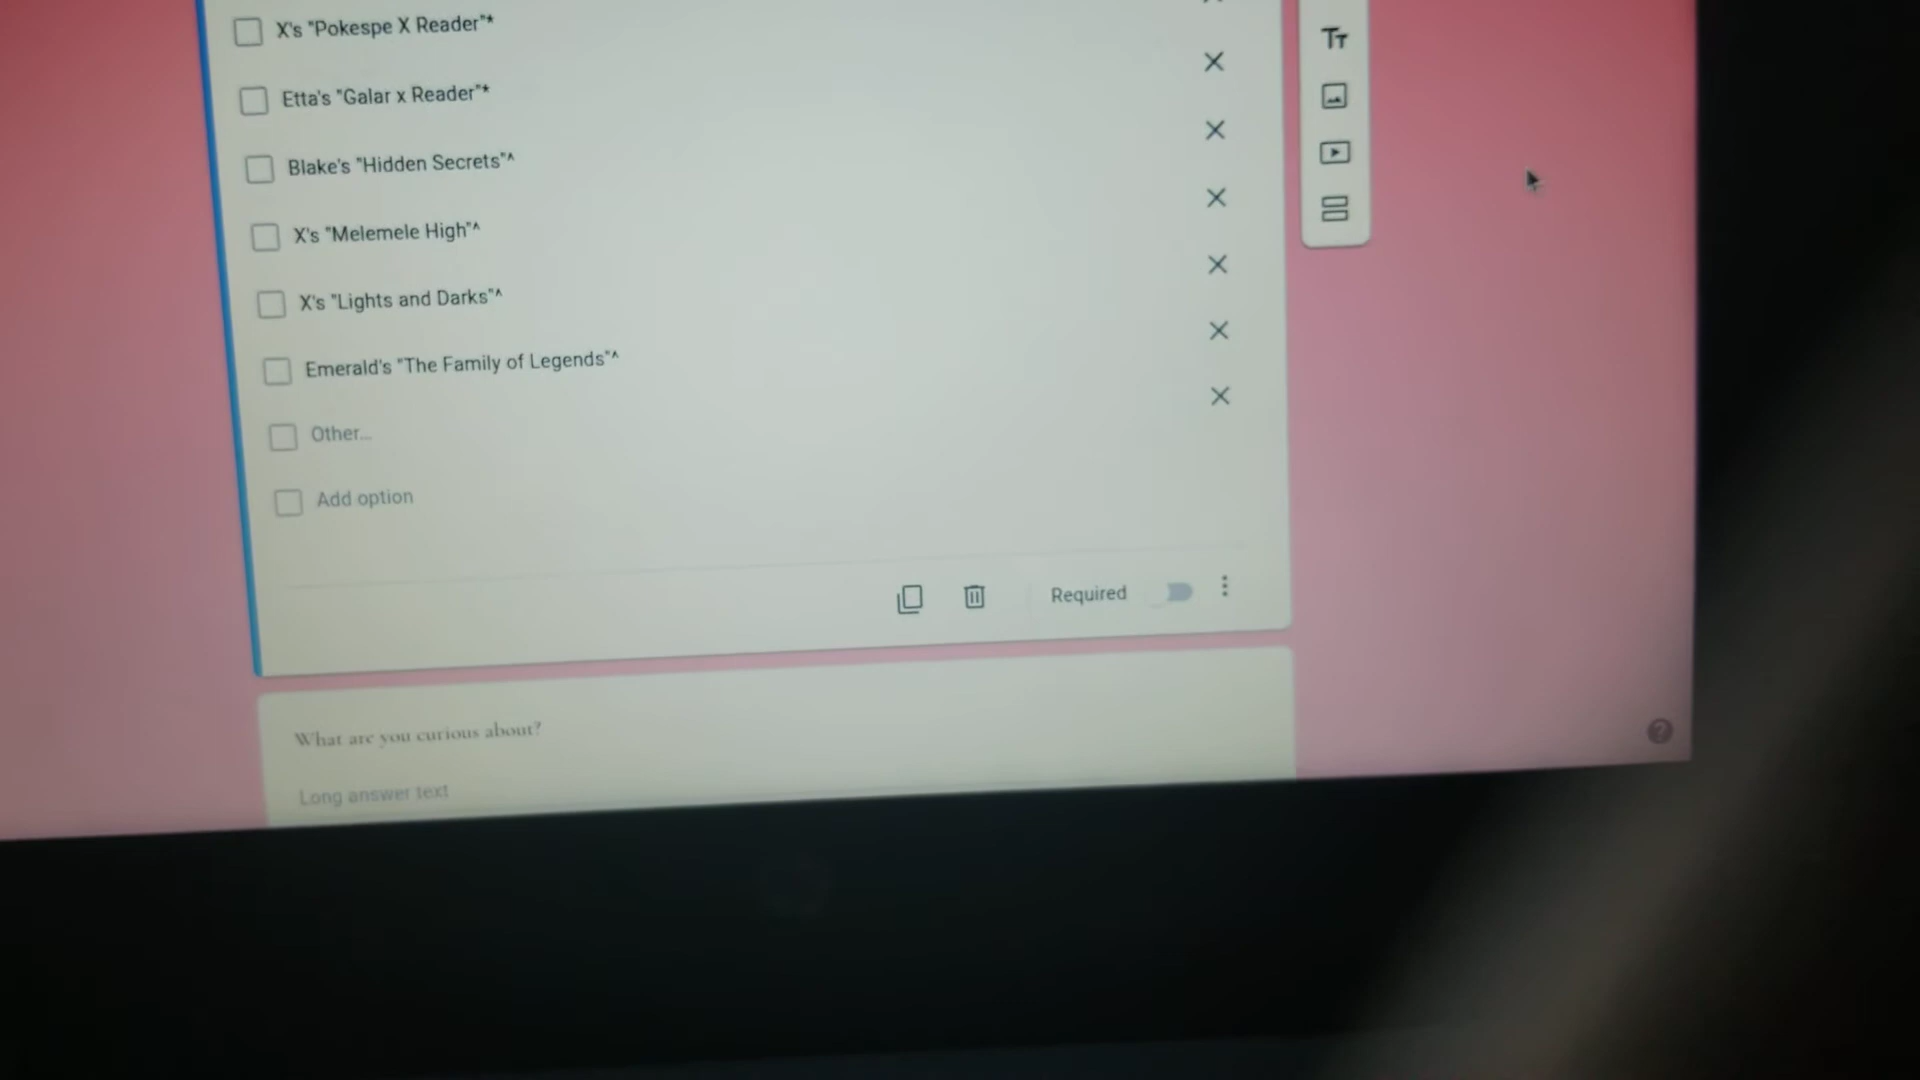 X's "Pokespe X Reader"*
Etta's "Galar x Reader"*
Blake's "Hidden Secrets"^
X's "Melemele High"^
X's "Lights and Darks"^
Emerald's "The Family of Legends"^
Other...
Add option
Required
What are you curious about?
Long answer text